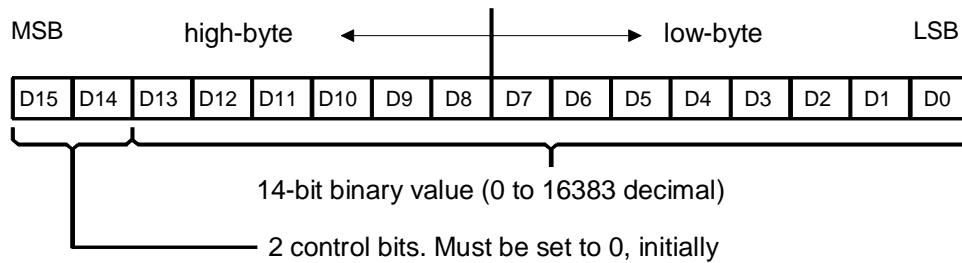 MSB high-byte low-byte LSB
D15 D14 D13 D12 D11 D10 D9 D8 D7 D6 D5 D4 D3 D2 D1 D0
14-bit binary value (0 to 16383 decimal)
2 control bits. Must be set to 0, initially